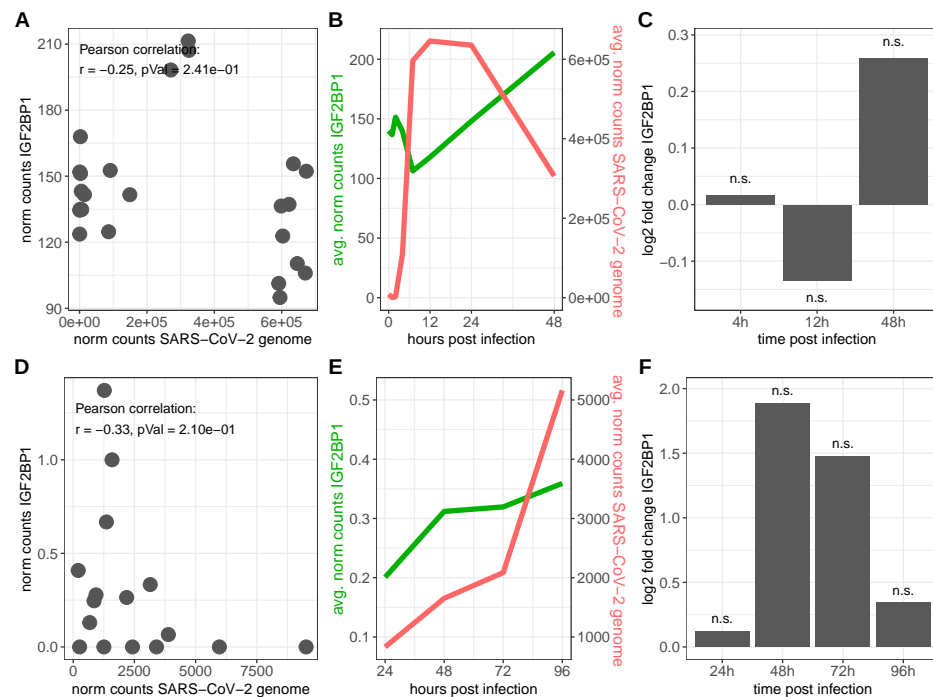 A
Pearson correlation:
r = −0.25, pVal = 2.41e−01
norm counts IGF2BP1
210
180
150
120
90
0e+00
2e+05
4e+05
6e+05
norm counts SARS−CoV−2 genome
B
avg. norm counts IGF2BP1
200
150
100
50
0
6e+05
4e+05
2e+05
0e+00
avg. norm counts SARS−CoV−2 genome
0
12
24
48
hours post infection
C
log2 fold change IGF2BP1
0.3
0.2
0.1
0.0
−0.1
n.s.
n.s.
n.s.
4h
12h
48h
time post infection
D
Pearson correlation:
r = −0.33, pVal = 2.10e−01
norm counts IGF2BP1
1.0
0.5
0.0
0
2500
5000
7500
norm counts SARS−CoV−2 genome
E
avg. norm counts IGF2BP1
0.5
0.4
0.3
0.2
0.1
5000
4000
3000
2000
1000
avg. norm counts SARS−CoV−2 genome
24
48
72
96
hours post infection
F
log2 fold change IGF2BP1
2.0
1.5
1.0
0.5
0.0
n.s.
n.s.
n.s.
n.s.
24h
48h
72h
96h
time post infection